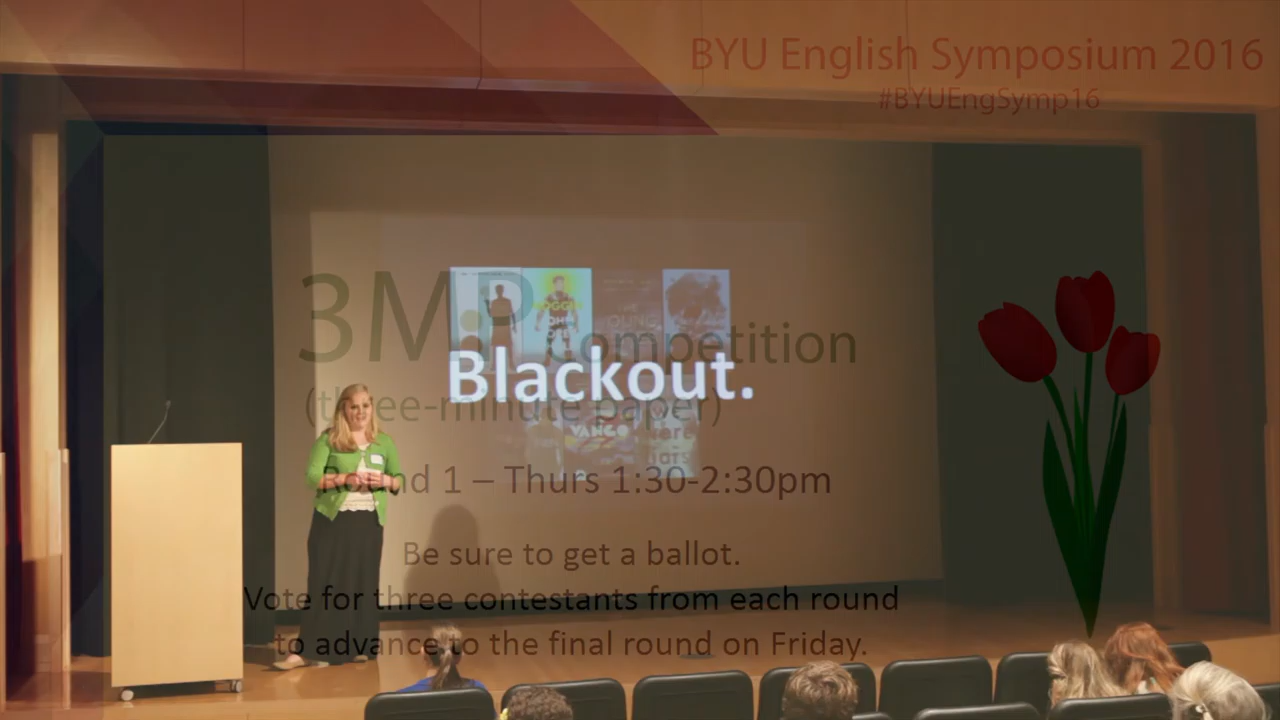 BYU English Symposium 2016
#BYUEngSymp16
3MP Competition
Blackout.
(three-minute paper)
VANGO
Round 1 – Thurs 1:30-2:30pm
Be sure to get a ballot.
Vote for three contestants from each round
to advance to the final round on Friday.